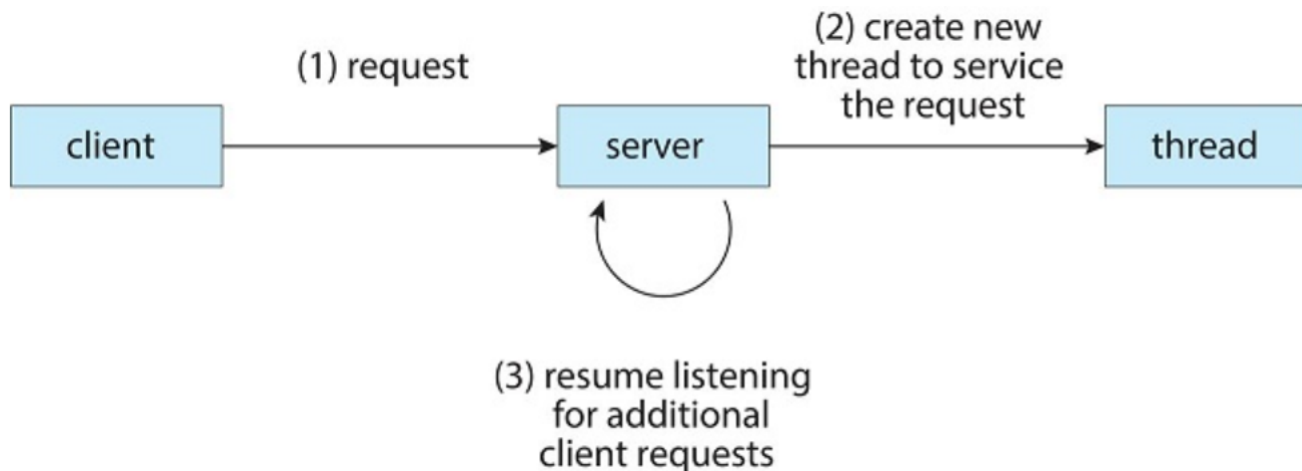 (1) request
(2) create new
thread to service
the request
client
server
thread
(3) resume listening
for additional
client requests